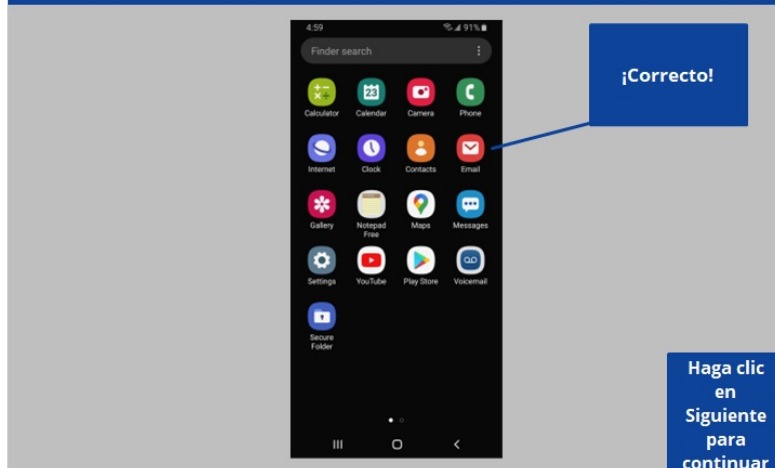 4:59 91%
Finder search
¡Correcto!
Calculator Calendar Camera Phone
23
Internet Clock Contacts Email
Gallery Notepad Free Maps Messages
Settings YouTube Play Store Voicemail
Secure Folder
Haga clic
en
Siguiente
para
continuar